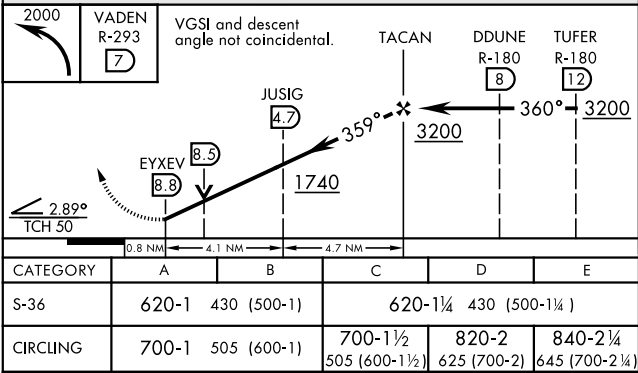 2000
VADEN
R-293
7
VGSI and descent
angle not coincidental.
TACAN
DDUNE
R-180
8
TUFER
R-180
12
JUSIG
4.7
359°
360°
3200
3200
EYXEV
8.8
8.5
1740
2.89°
TCH 50
0.8 NM
4.1 NM
4.7 NM
CATEGORY A B C D E
S-36 620-1 430 (500-1) 620-1¼ 430 (500-1¼)
CIRCLING 700-1 505 (600-1) 700-1½ 505 (600-1½) 820-2 625 (700-2) 840-2¼ 645 (700-2¼)